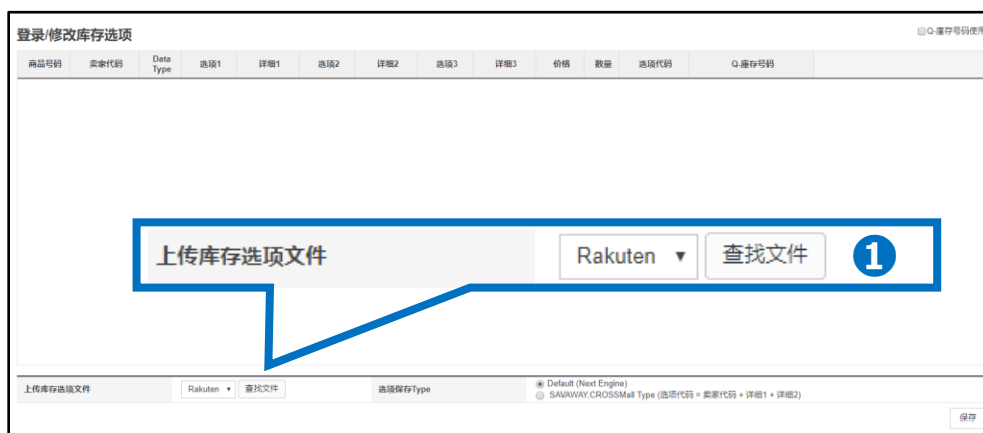 登录/修改库存选项
Q-庫存号码使用
商品号码 卖家代码 Data Type 选项1 详细1 选项2 详细2 选项3 详细3 价格 数量 选项代码 Q-庫存号码
上传库存选项文件 Rakuten ▼ 查找文件 1
上传库存选项文件 Rakuten ▼ 查找文件 选项保存Type Default (Next Engine)
SAVAWAY,CROSSMall Type (选项代码 = 卖家代码 + 详细1 + 详细2)
保存